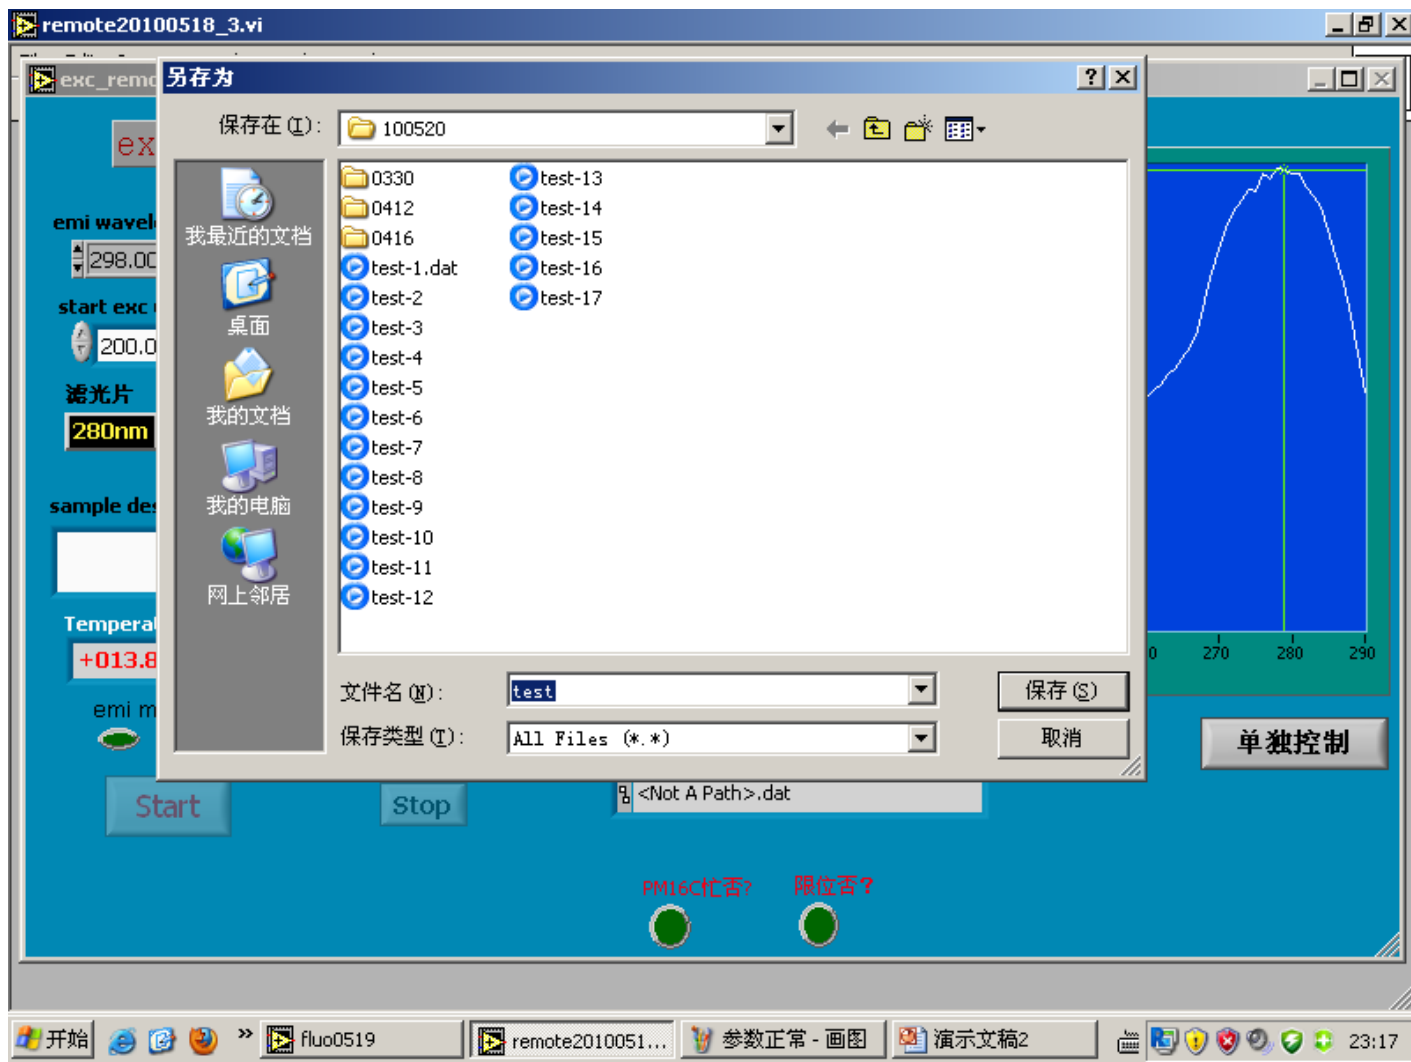 remote20100518_3.vi
exc_remo
另存为
保存在(I):
100520
ex
emi wavel
298.00
start exc
200.0
滤光片
280nm
sample des
Tempera
+013.8
emi m
我最近的文档
桌面
我的文档
我的电脑
网上邻居
0330
0412
0416
test-1.dat
test-2
test-3
test-4
test-5
test-6
test-7
test-8
test-9
test-10
test-11
test-12
test-13
test-14
test-15
test-16
test-17
文件名(N):
test
保存(S)
保存类型(T):
All Files (*.*)
取消
0 270 280 290
单独控制
Start
Stop
<Not A Path>.dat
PM16C忙否?
限位否?
开始
fluo0519
remote2010051...
参数正常 - 画图
演示文稿2
23:17